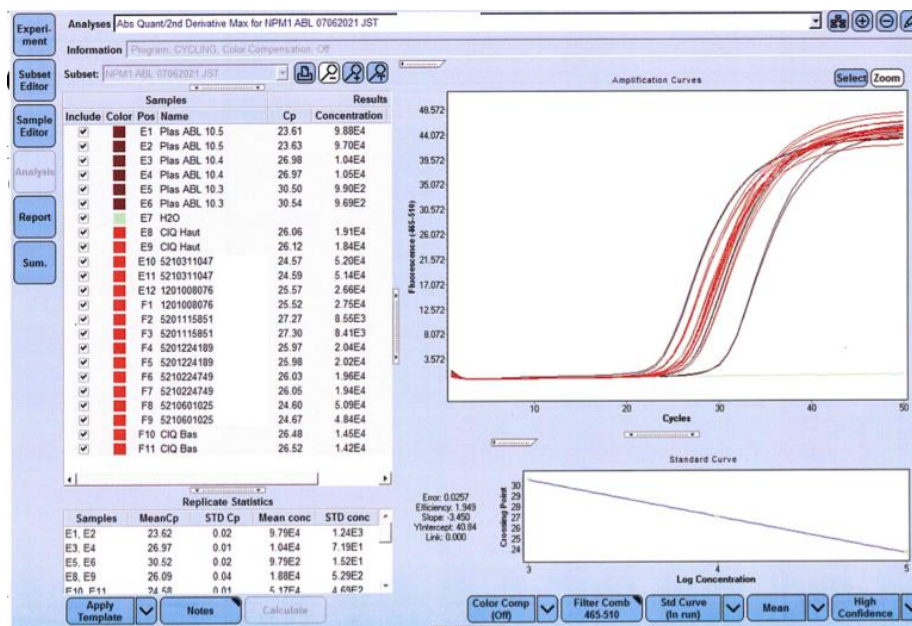 Analyses Abs Quant/2nd Derivative Max for NPM1 ABL 07062021 JST
Information Program: CYCLING, Color Compensation: Off
Subset: NPM1 ABL 07062021 JST
Experi-
ment
Subset
Editor
Sample
Editor
Analysis
Report
Sum.
Samples Results
Include Color Pos Name Cp Concentration
E1 Plas ABL 10.5 23.61 9.88E4
E2 Plas ABL 10.5 23.63 9.70E4
E3 Plas ABL 10.4 26.98 1.04E4
E4 Plas ABL 10.4 26.97 1.05E4
E5 Plas ABL 10.3 30.50 9.90E2
E6 Plas ABL 10.3 30.54 9.69E2
E7 H2O
E8 CIQ Haut 26.06 1.91E4
E9 CIQ Haut 26.12 1.84E4
E10 5210311047 24.57 5.20E4
E11 5210311047 24.59 5.14E4
E12 1201008076 25.57 2.66E4
F1 1201008076 25.52 2.75E4
F2 5201115851 27.27 8.55E3
F3 5201115851 27.30 8.41E3
F4 5201224189 25.97 2.04E4
F5 5201224189 25.98 2.02E4
F6 5210224749 26.03 1.96E4
F7 5210224749 26.05 1.94E4
F8 5210601025 24.60 5.09E4
F9 5210601025 24.67 4.84E4
F10 CIQ Bas 26.48 1.45E4
F11 CIQ Bas 26.52 1.42E4
Replicate Statistics
Samples MeanCp STD Cp Mean conc STD conc
E1, E2 23.62 0.02 9.79E4 1.24E3
E3, E4 26.97 0.01 1.04E4 7.19E1
E5, E6 30.52 0.02 9.79E2 1.52E1
E8, E9 26.09 0.04 1.88E4 5.29E2
E10, E11 24.58 0.01 5.17E4 4.69E2
Amplification Curves
Select Zoom
Fluorescence (465-510)
48.572
44.072
39.572
35.072
30.572
26.072
21.572
17.072
12.572
8.072
3.572
10 20 30 40 50
Cycles
Standard Curve
Error: 0.0257
Efficiency: 1.949
Slope: -3.450
YIntercept: 40.84
Link: 0.000
Crossing Point
30
29
28
27
26
25
24
3 4 5
Log Concentration
Apply
Template
Notes
Calculate
Color Comp
(Off)
Filter Comb
465-510
Std Curve
(In run)
Mean
High
Confidence